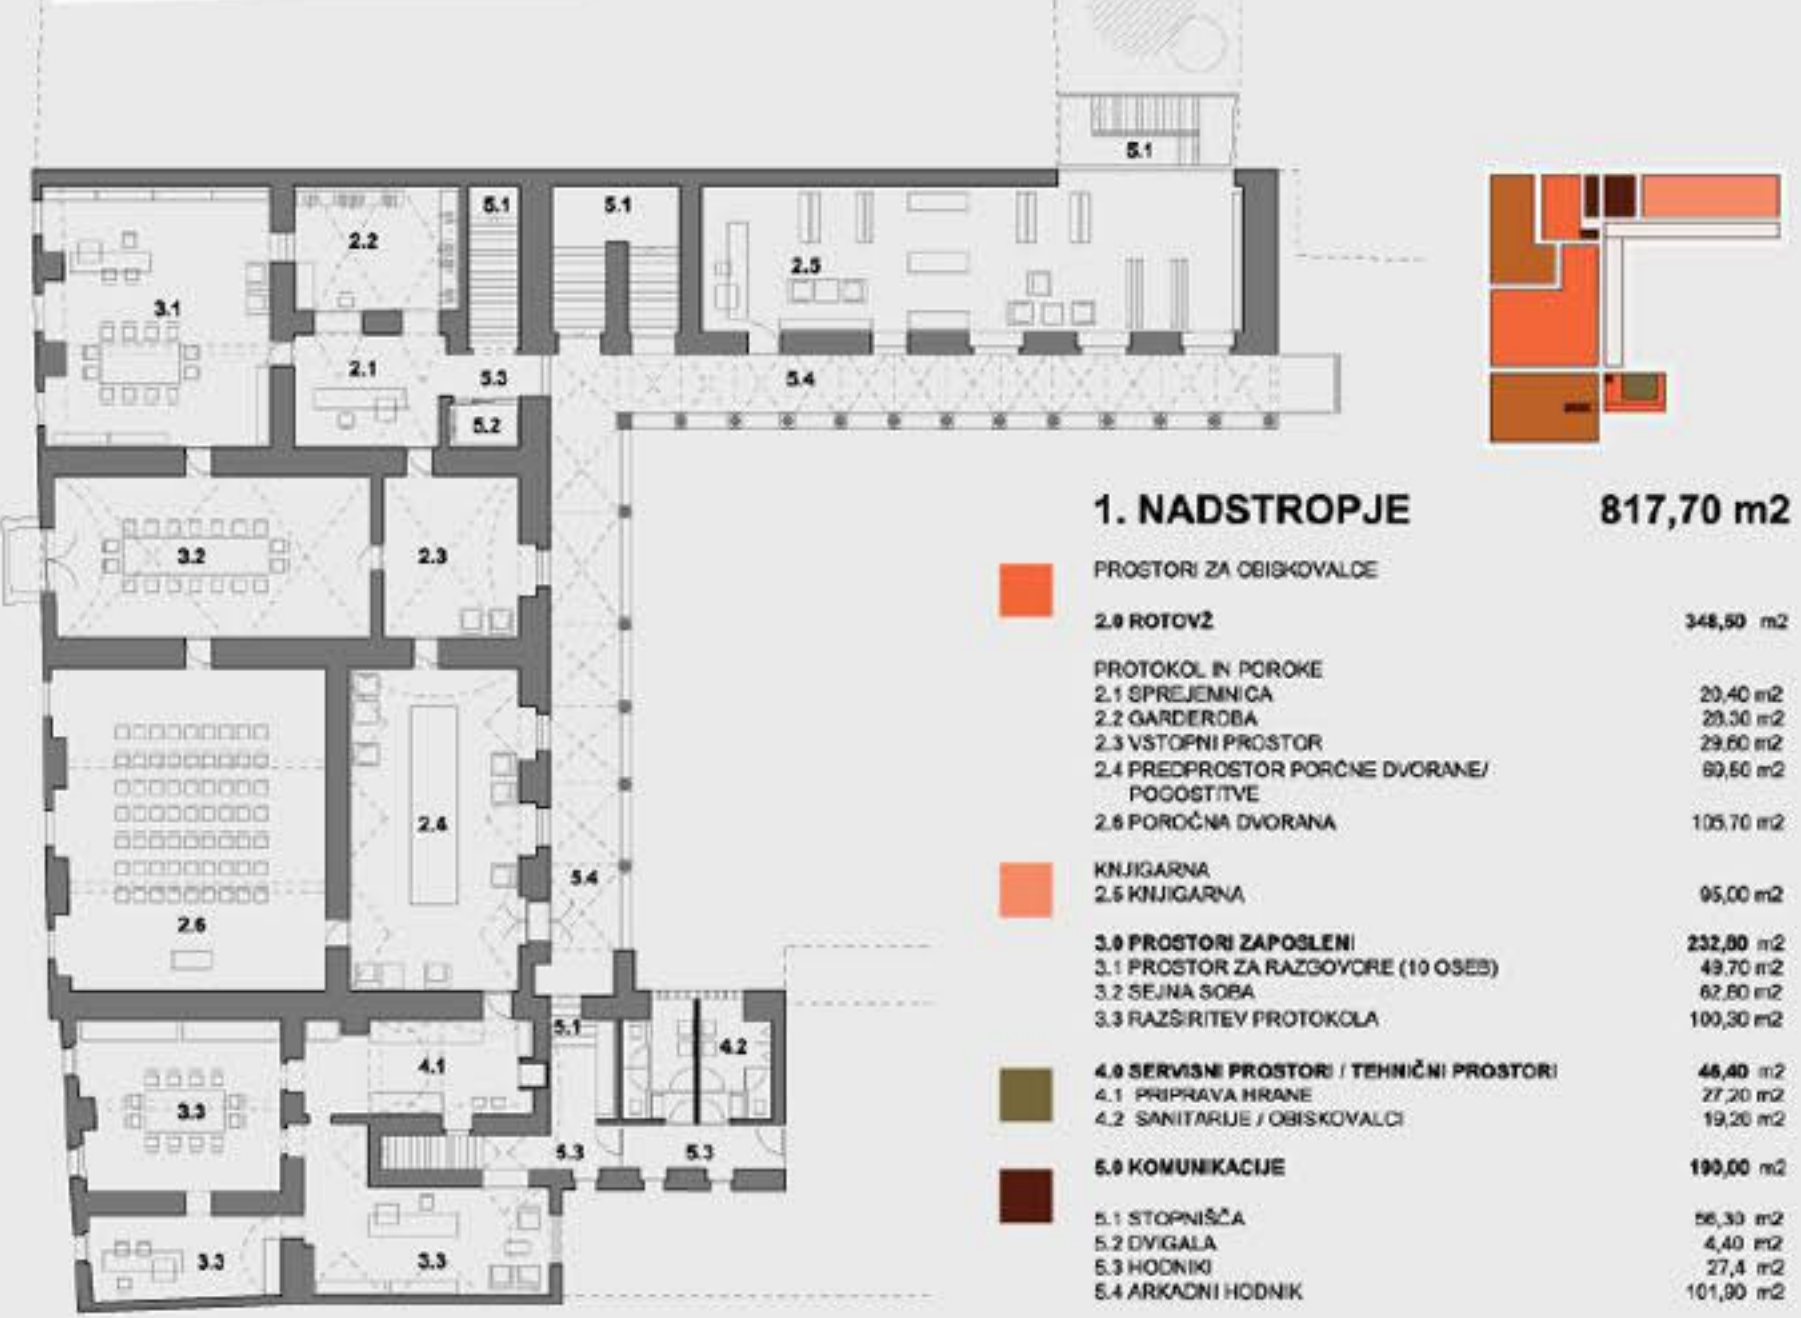 5.1
5.1
5.1
2.2
2.5
3.1
2.1
5.3
5.4
5.2
3.2
2.3
2.4
5.4
2.6
5.1
4.2
4.1
3.3
5.3
5.3
3.3
3.3
1. NADSTROPJE 817,70 m2
PROSTORI ZA OBISKOVALCE
2.0 ROTOVŽ 348,50 m2
PROTOKOL IN POROKE
2.1 SPREJEMNICA 20,40 m2
2.2 GARDEROBA 28,30 m2
2.3 VSTOPNI PROSTOR 29,60 m2
2.4 PREDPROSTOR PORČNE DVORANE/ 69,50 m2
POGOSTITVE
2.6 POROČNA DVORANA 105,70 m2
KNJIGARNA
2.5 KNJIGARNA 95,00 m2
3.0 PROSTORI ZAPOSLENI 232,80 m2
3.1 PROSTOR ZA RAZGOVORE (10 OSEB) 49,70 m2
3.2 SEJNA SOBA 62,80 m2
3.3 RAZŠIRITEV PROTOKOLA 100,30 m2
4.0 SERVISNI PROSTORI / TEHNIČNI PROSTORI 46,40 m2
4.1 PRIPRAVA HRANE 27,20 m2
4.2 SANITARIJE / OBISKOVALCI 19,20 m2
5.0 KOMUNIKACIJE 190,00 m2
5.1 STOPNIŠČA 56,30 m2
5.2 DVIGALA 4,40 m2
5.3 HODNIKI 27,4 m2
5.4 ARKADNI HODNIK 101,90 m2